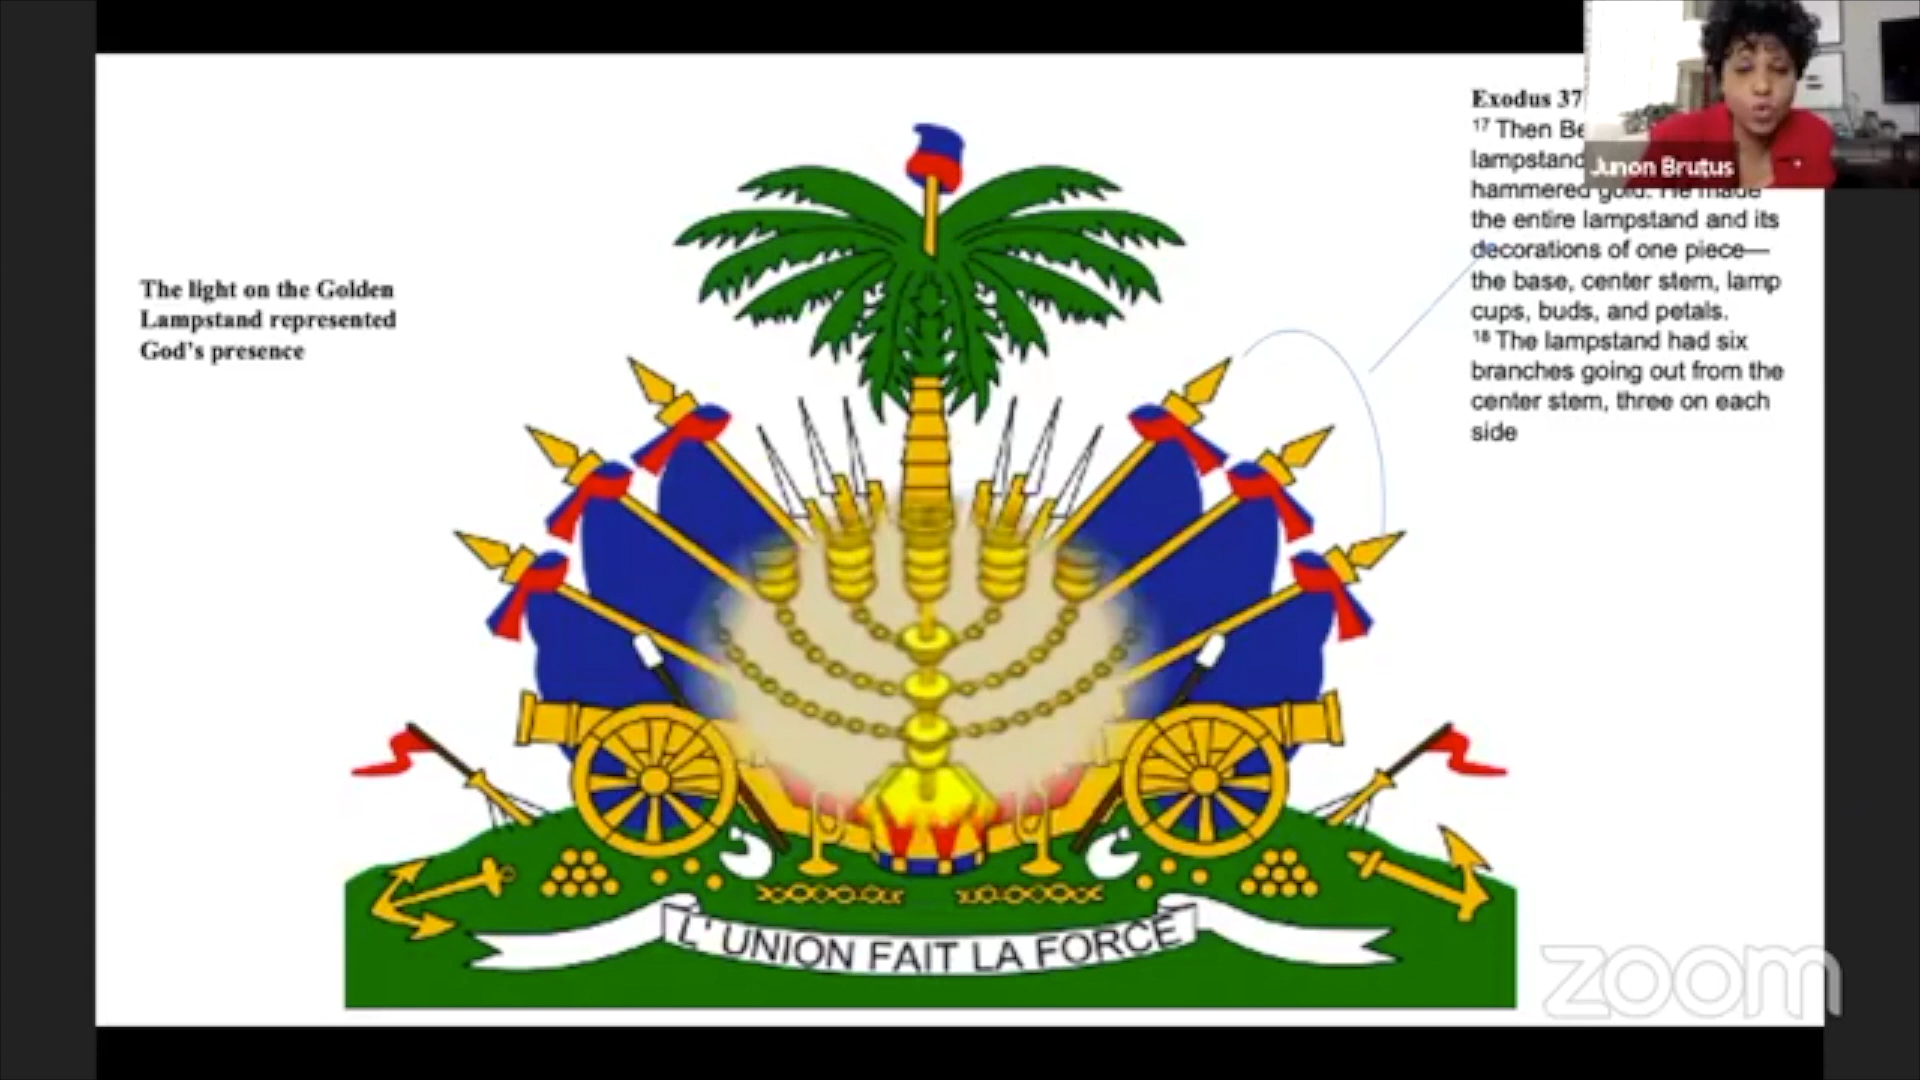 The light on the Golden
Lampstand represented
God's presence
Exodus 37
17 Then Be
lampstand
hammered gold. He made
the entire lampstand and its
decorations of one piece—
the base, center stem, lamp
cups, buds, and petals.
18 The lampstand had six
branches going out from the
center stem, three on each
side
Junon Brutus
L' UNION FAIT LA FORCE
zoom